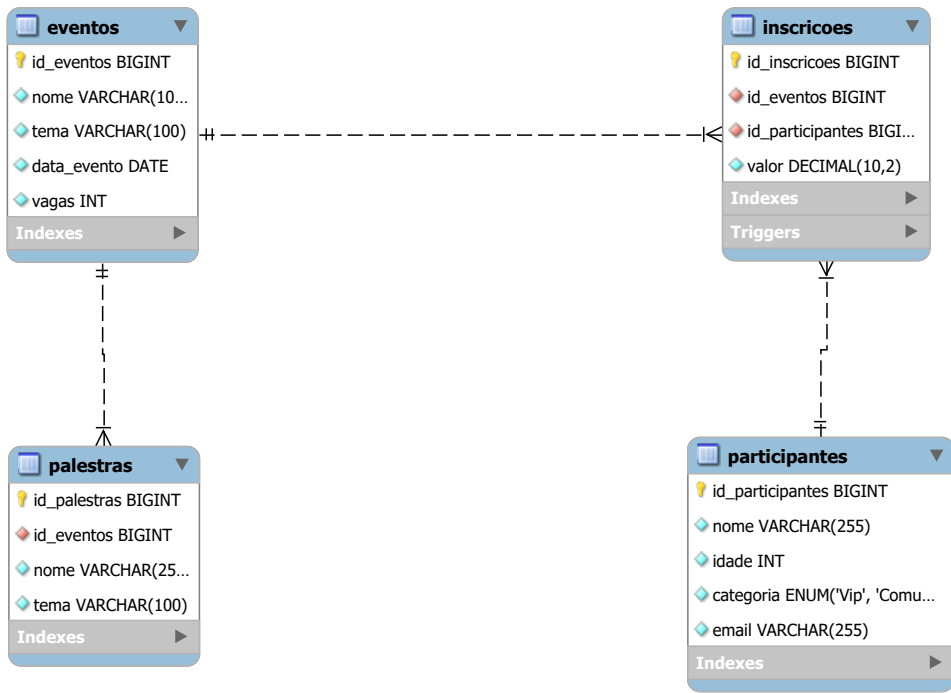 eventos
id_eventos BIGINT
nome VARCHAR(10...
tema VARCHAR(100)
data_evento DATE
vagas INT
Indexes
inscricoes
id_inscricoes BIGINT
id_eventos BIGINT
id_participantes BIGI...
valor DECIMAL(10,2)
Indexes
Triggers
palestras
id_palestras BIGINT
id_eventos BIGINT
nome VARCHAR(25...
tema VARCHAR(100)
Indexes
participantes
id_participantes BIGINT
nome VARCHAR(255)
idade INT
categoria ENUM('Vip', 'Comu...
email VARCHAR(255)
Indexes